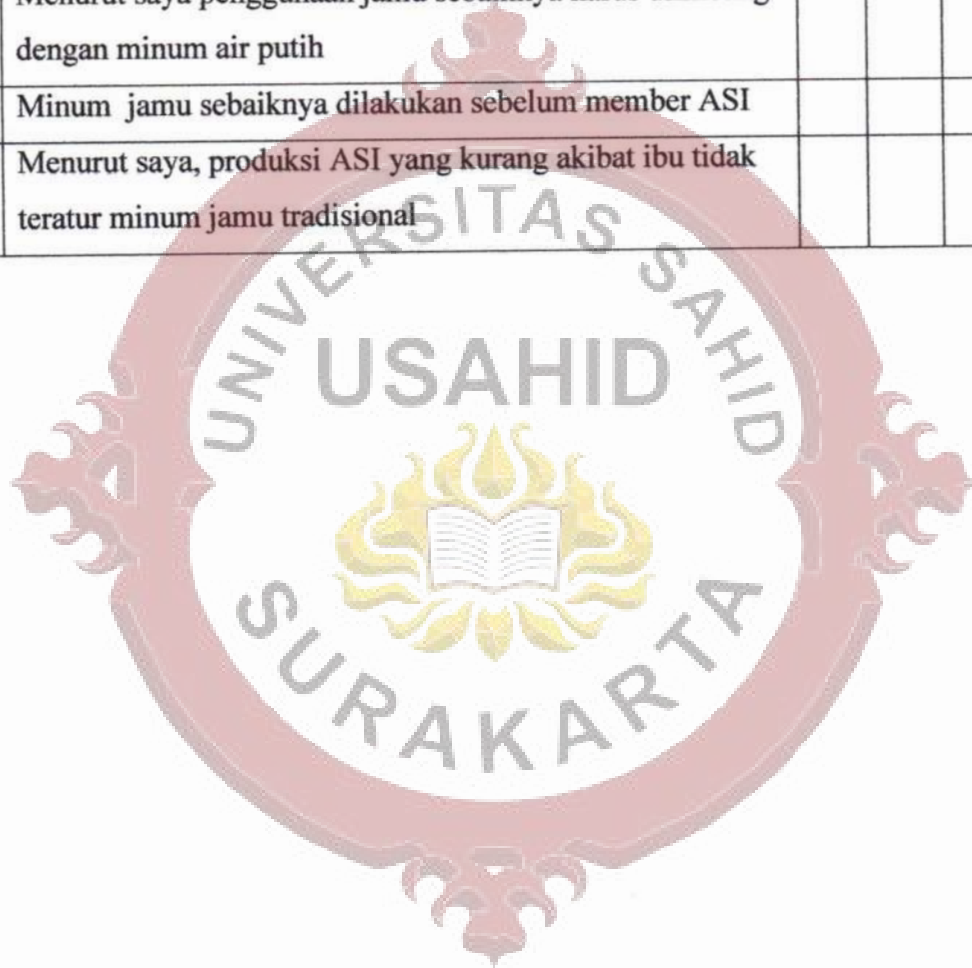 dengan minum air putih
Minum jamu sebaiknya dilakukan sebelum member ASI
Menurut saya, produksi ASI yang kurang akibat ibu tidak
teratur minum jamu tradisional
UNIVERSITAS SAHID
USAHID
SURAKARTA